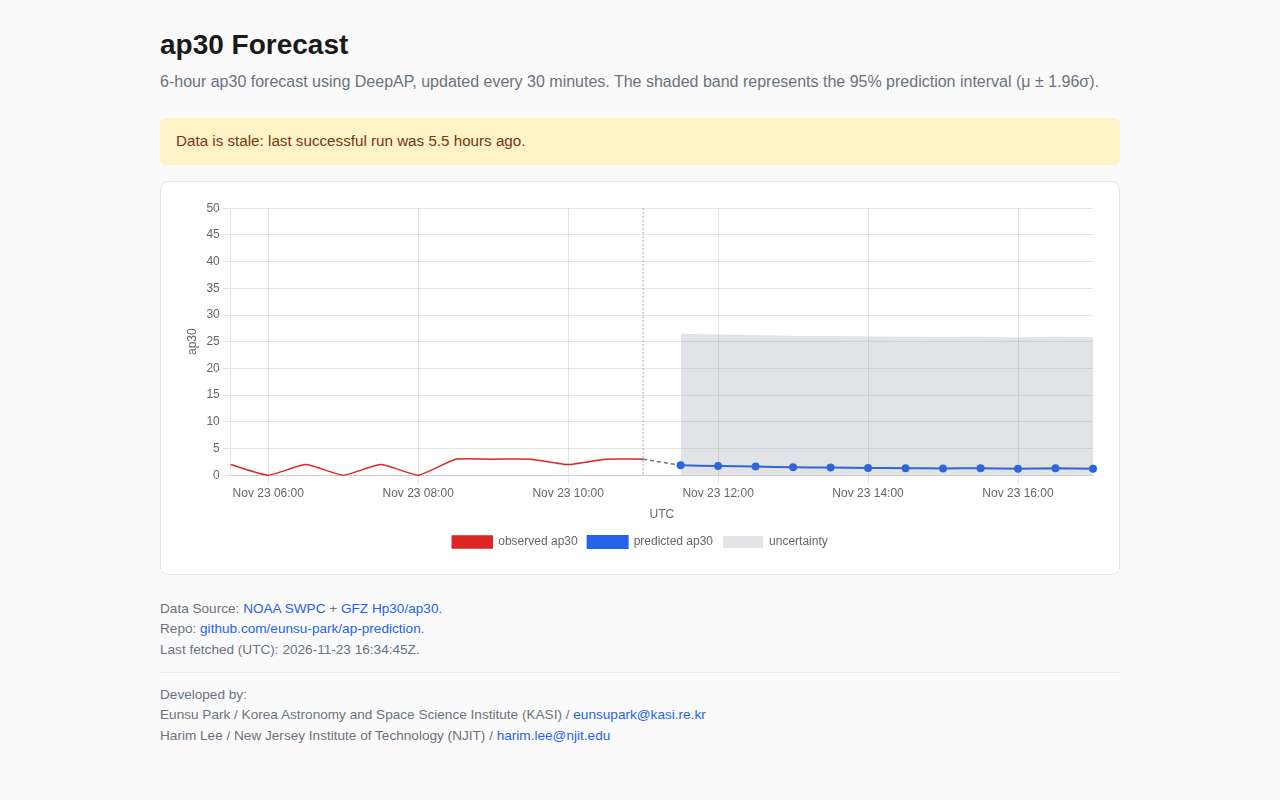 ap30 Forecast
6-hour ap30 forecast using DeepAP, updated every 30 minutes. The shaded band represents the 95% prediction interval (μ ± 1.96σ).
Data is stale: last successful run was 5.5 hours ago.
50
45
40
35
30
25
20
15
10
5
0
ap30
Nov 23 06:00 Nov 23 08:00 Nov 23 10:00 Nov 23 12:00 Nov 23 14:00 Nov 23 16:00
UTC
observed ap30 predicted ap30 uncertainty
Data Source: NOAA SWPC + GFZ Hp30/ap30.
Repo: github.com/eunsu-park/ap-prediction.
Last fetched (UTC): 2026-11-23 16:34:45Z.
Developed by:
Eunsu Park / Korea Astronomy and Space Science Institute (KASI) / eunsupark@kasi.re.kr
Harim Lee / New Jersey Institute of Technology (NJIT) / harim.lee@njit.edu